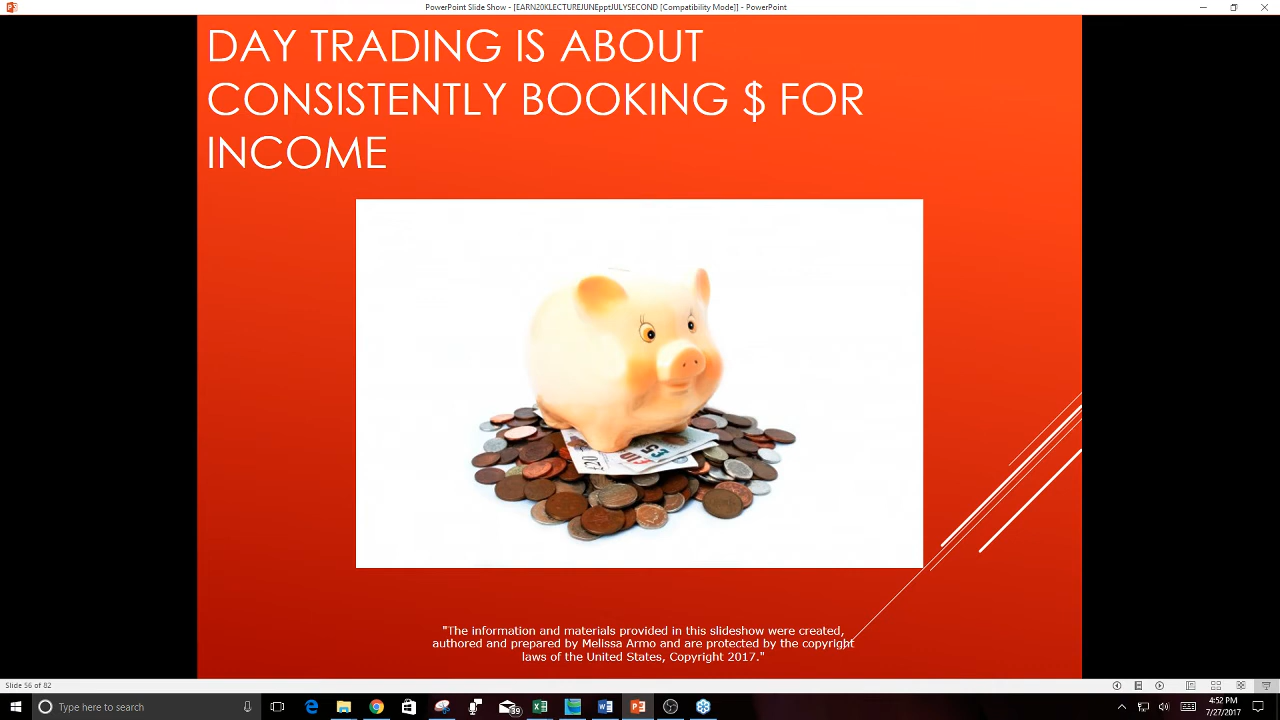 PowerPoint Slide Show - [EARN20KLECTUREJUNEpptJULYSECOND [Compatibility Mode]] - PowerPoint
DAY TRADING IS ABOUT
CONSISTENTLY BOOKING $ FOR
INCOME
"The information and materials provided in this slideshow were created,
authored and prepared by Melissa Armo and are protected by the copyright
laws of the United States, Copyright 2017."
Slide 56 of 82
Type here to search
39
4:52 PM
7/27/2017